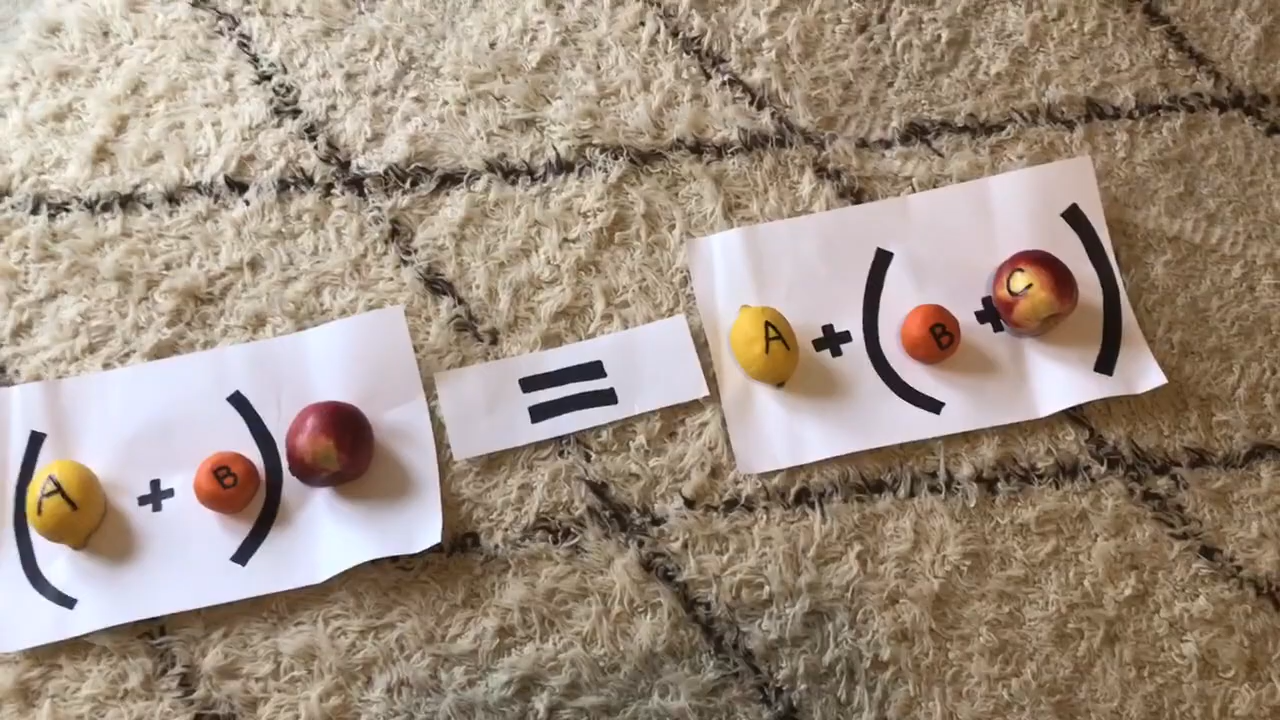 (A + B) = A + (B + C)